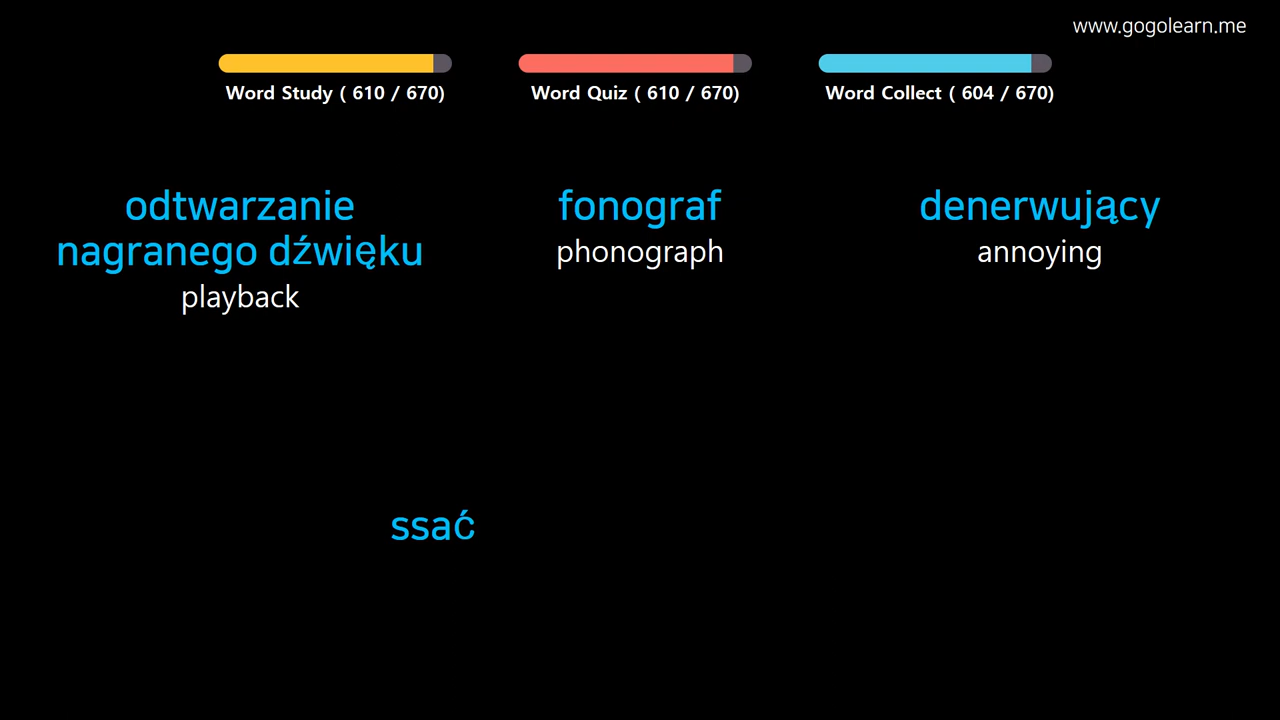 www.gogolearn.me
Word Study ( 610 / 670)
Word Quiz ( 610 / 670)
Word Collect ( 604 / 670)
odtwarzanie
nagranego dźwięku
playback
fonograf
phonograph
denerwujący
annoying
ssać